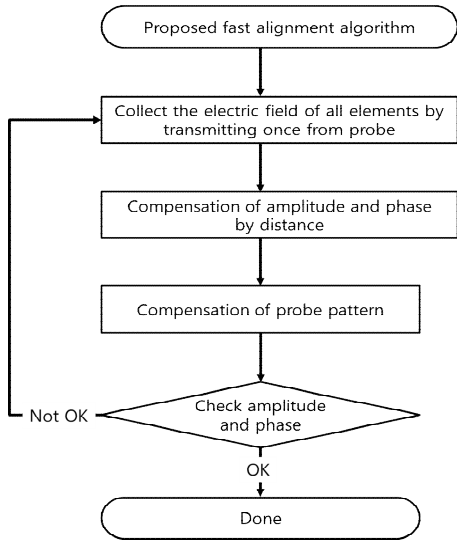 Proposed fast alignment algorithm
Collect the electric field of all elements by
transmitting once from probe
Compensation of amplitude and phase
by distance
Compensation of probe pattern
Check amplitude
and phase
Not OK
OK
Done